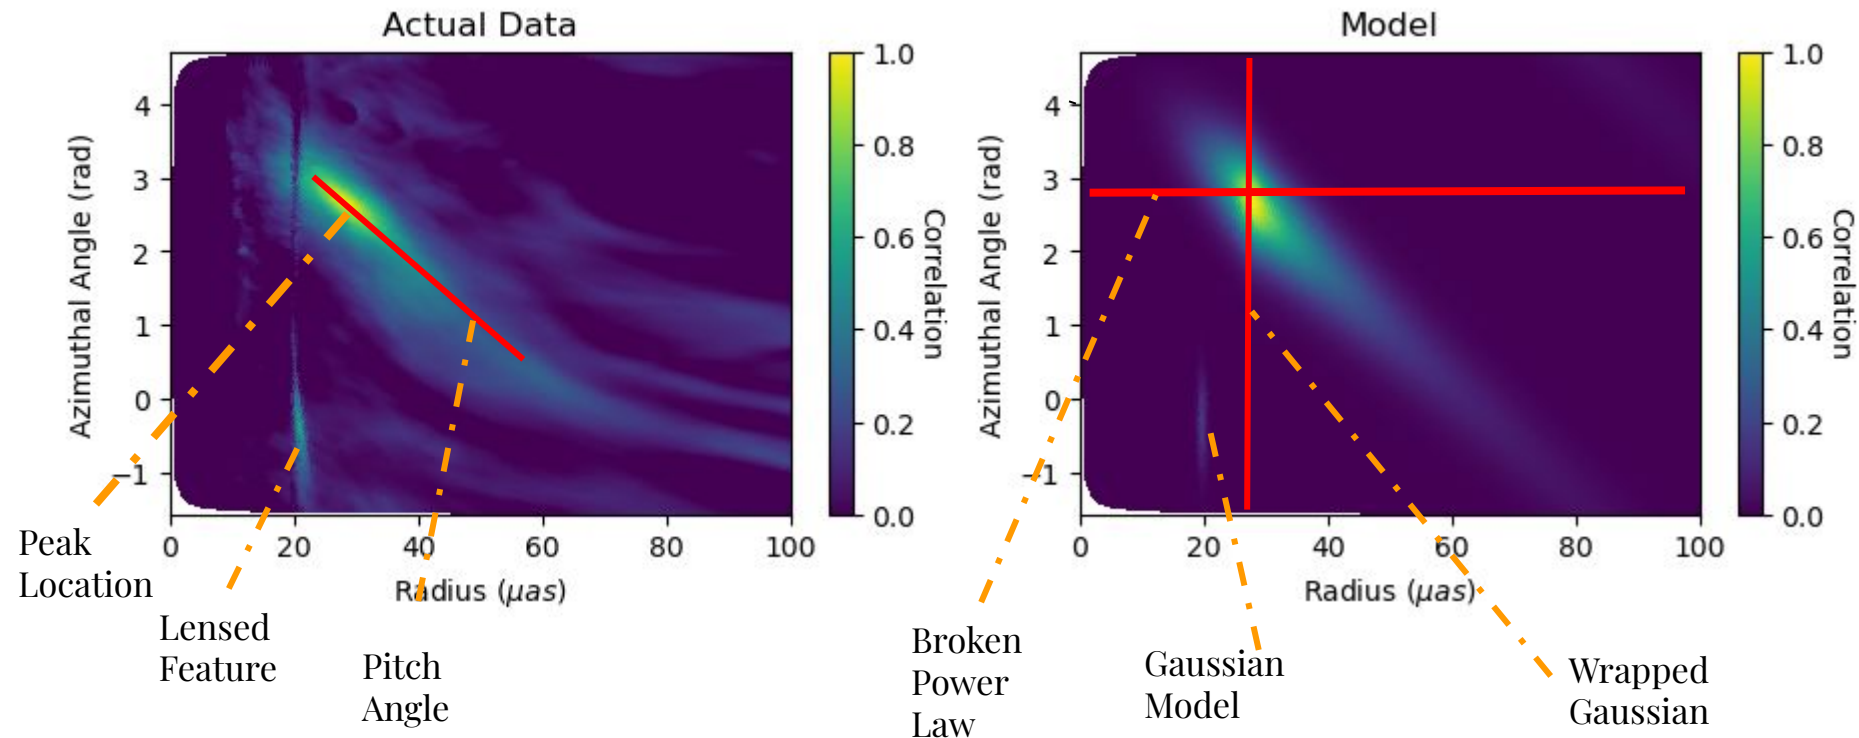 Actual Data
Model
Azimuthal Angle (rad)
4
3
2
1
0
−1
0
20
40
60
80
100
Radius (μas)
1.0
0.8
0.6
0.4
0.2
0.0
Correlation
Azimuthal Angle (rad)
4
3
2
1
0
−1
0
20
40
60
80
100
Radius (μas)
1.0
0.8
0.6
0.4
0.2
0.0
Correlation
Peak
Location
Lensed
Feature
Pitch
Angle
Broken
Power
Law
Gaussian
Model
Wrapped
Gaussian